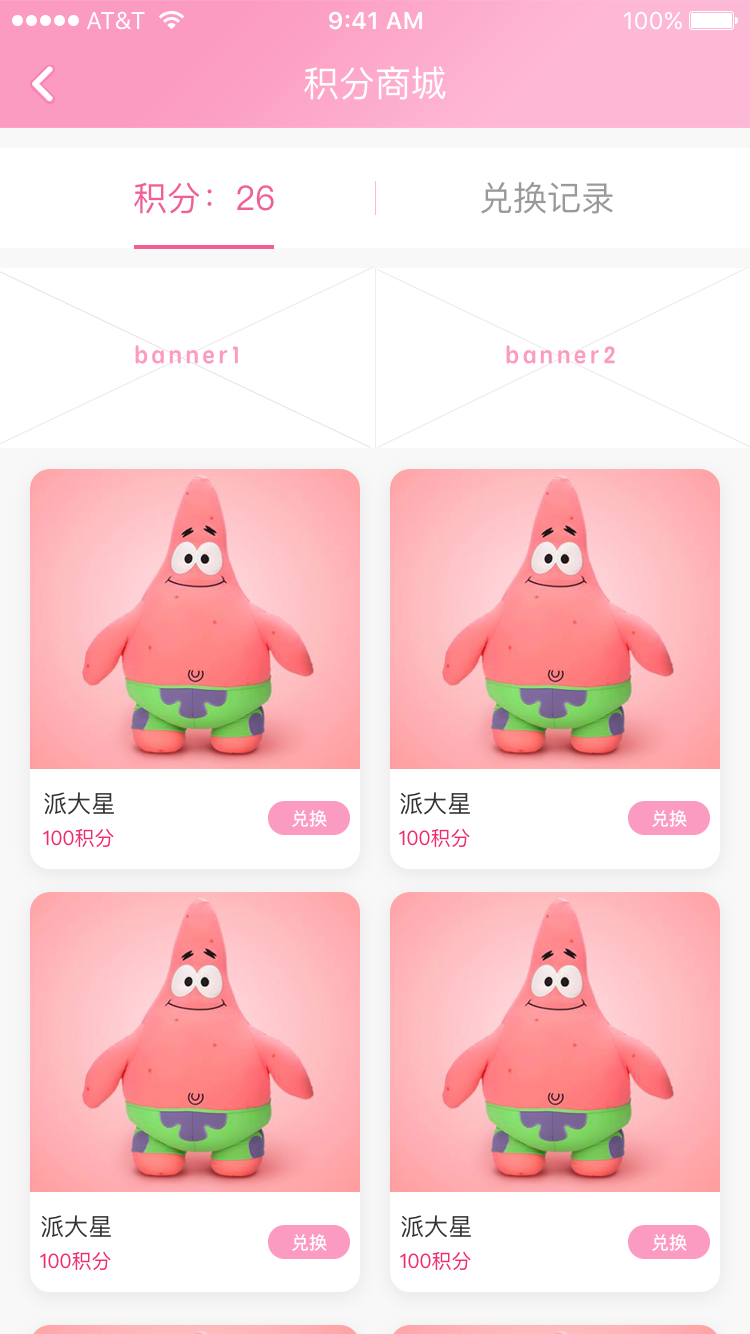 AT&T 9:41 AM 100%
积分商城
积分：26 兑换记录
banner1 banner2
派大星 派大星
100积分 兑换 100积分 兑换
派大星 派大星
100积分 兑换 100积分 兑换